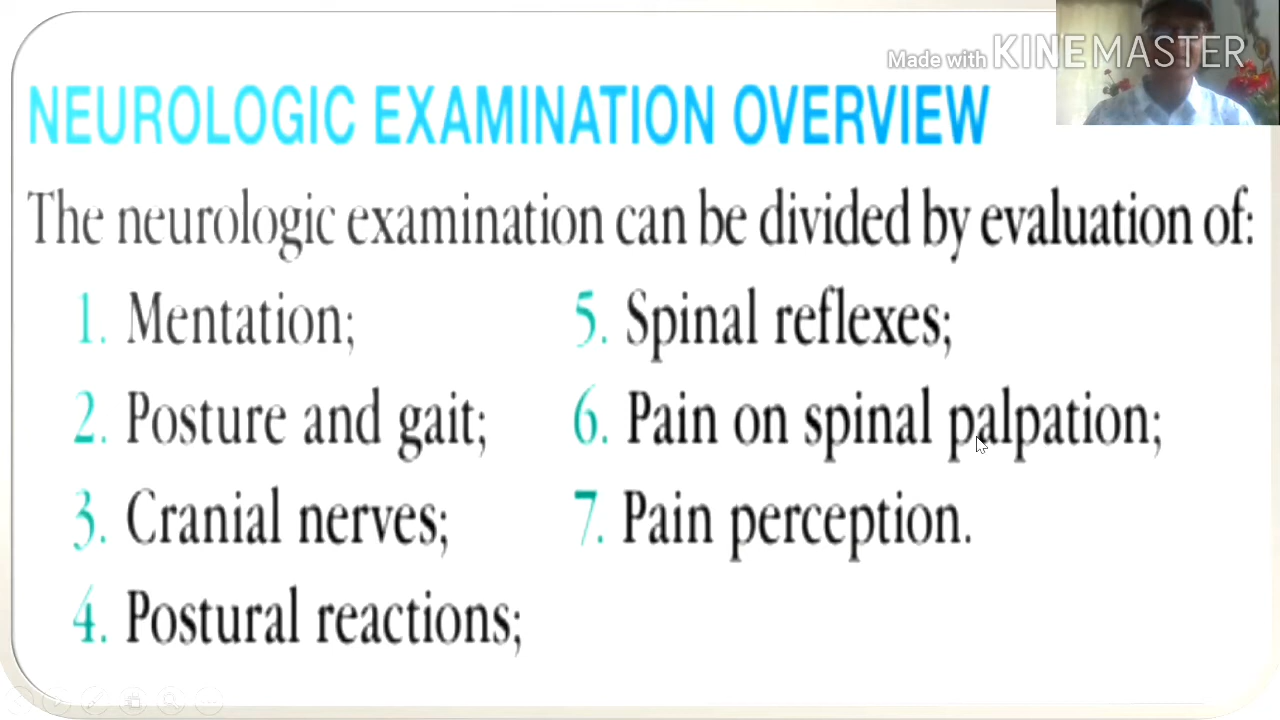 Made with KINEMASTER
NEUROLOGIC EXAMINATION OVERVIEW
The neurologic examination can be divided by evaluation of:
1. Mentation;
2. Posture and gait;
3. Cranial nerves;
4. Postural reactions;
5. Spinal reflexes;
6. Pain on spinal palpation;
7. Pain perception.